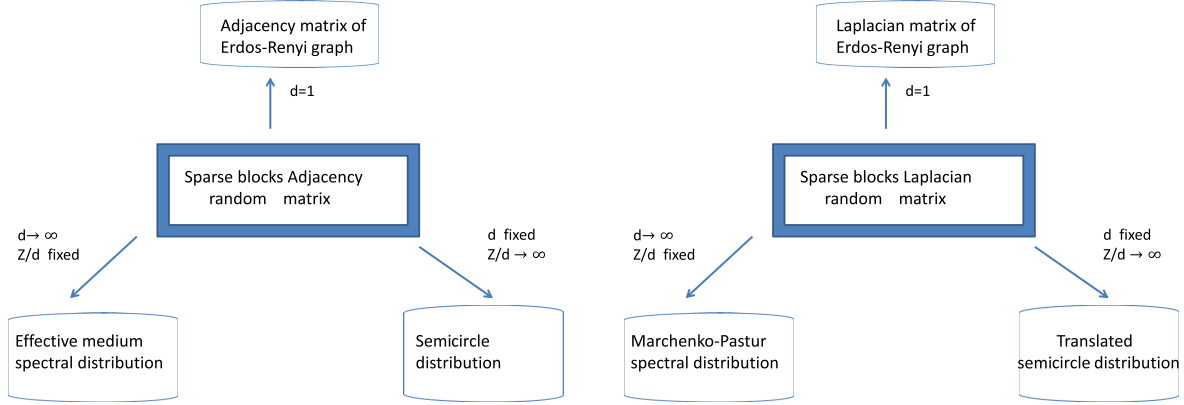 Adjacency matrix of
Erdos-Renyi graph
d=1
Sparse blocks Adjacency
random matrix
d→ ∞
Z/d fixed
d fixed
Z/d → ∞
Effective medium
spectral distribution
Semicircle
distribution
Laplacian matrix of
Erdos-Renyi graph
d=1
Sparse blocks Laplacian
random matrix
d→ ∞
Z/d fixed
d fixed
Z/d → ∞
Marchenko-Pastur
spectral distribution
Translated
semicircle distribution